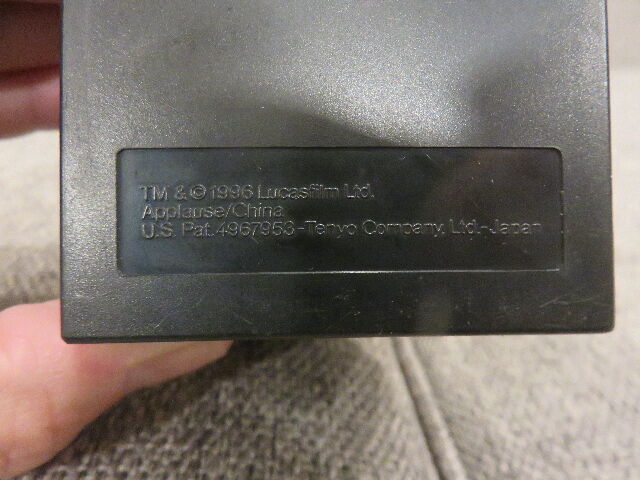 TM & © 1996 Lucasfilm Ltd.
Applause/China
U.S. Pat. 4967953-Tenyo Company, Ltd.-Japan